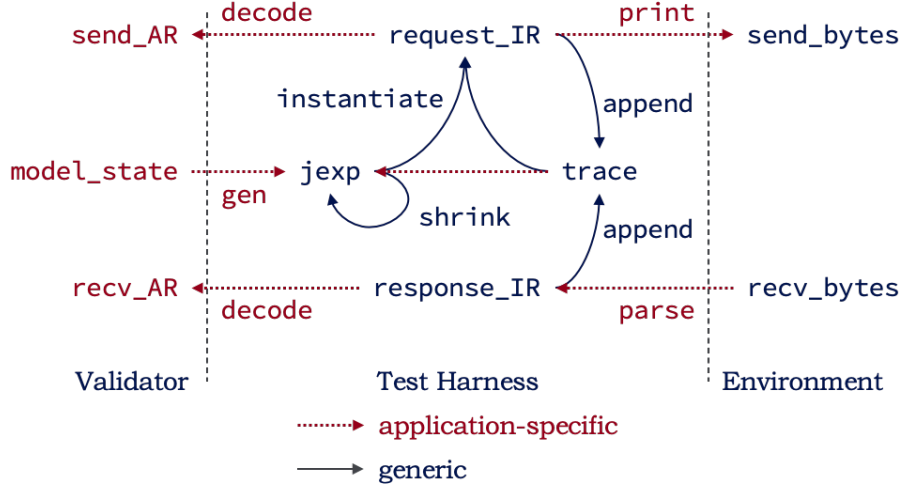 decode print
send_AR request_IR send_bytes
instantiate append
model_state jexp trace
gen
shrink append
recv_AR response_IR recv_bytes
decode parse
Validator Test Harness Environment
application-specific
generic